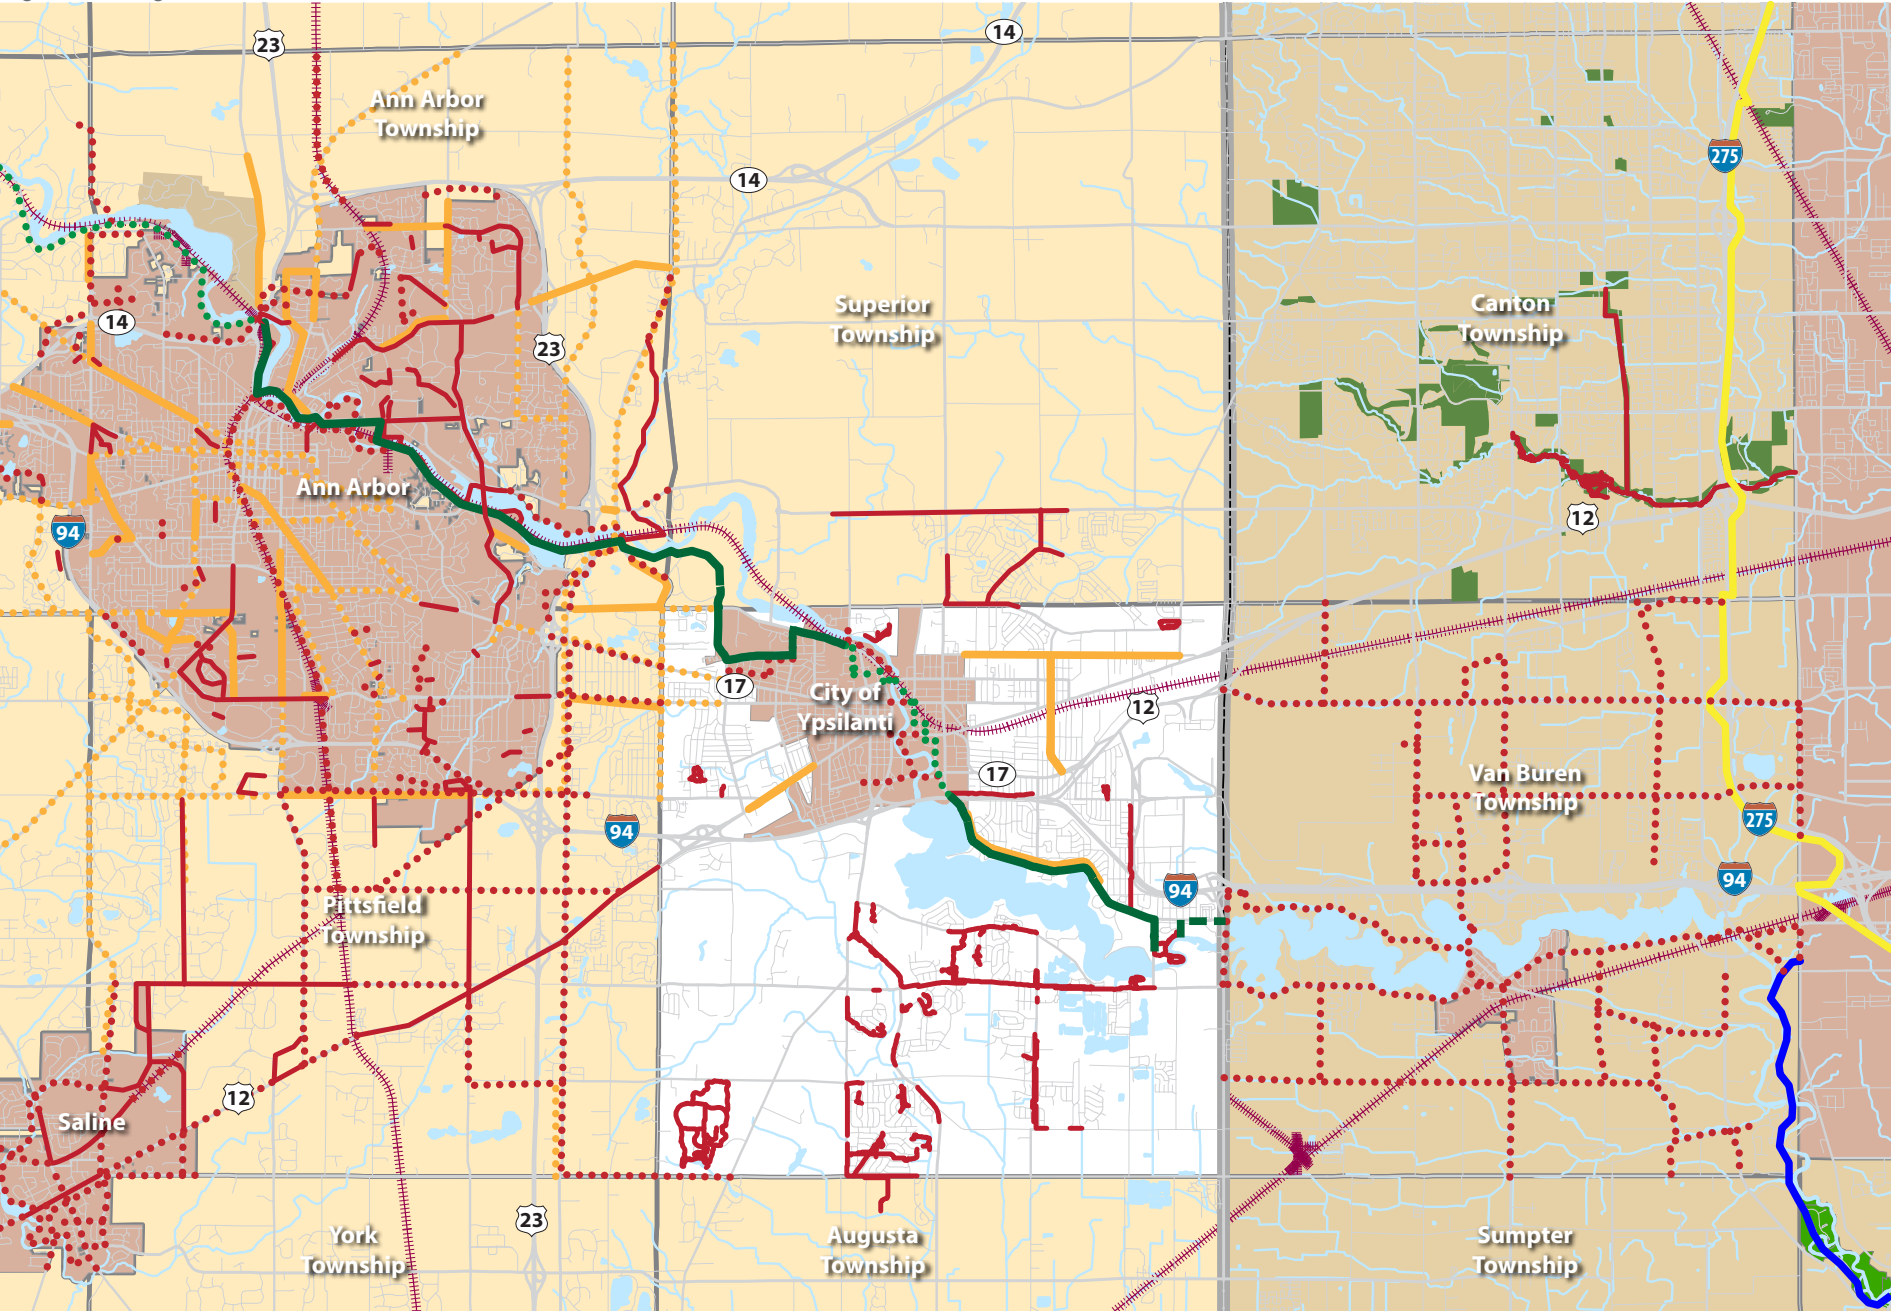 23
14
Ann Arbor
Township
275
14
Superior
Township
Canton
Township
14
23
Ann Arbor
94
12
17
City of
Ypsilanti
12
17
Van Buren
Township
275
94
94
94
Pittsfield
Township
12
Saline
23
York
Township
Augusta
Township
Sumpter
Township